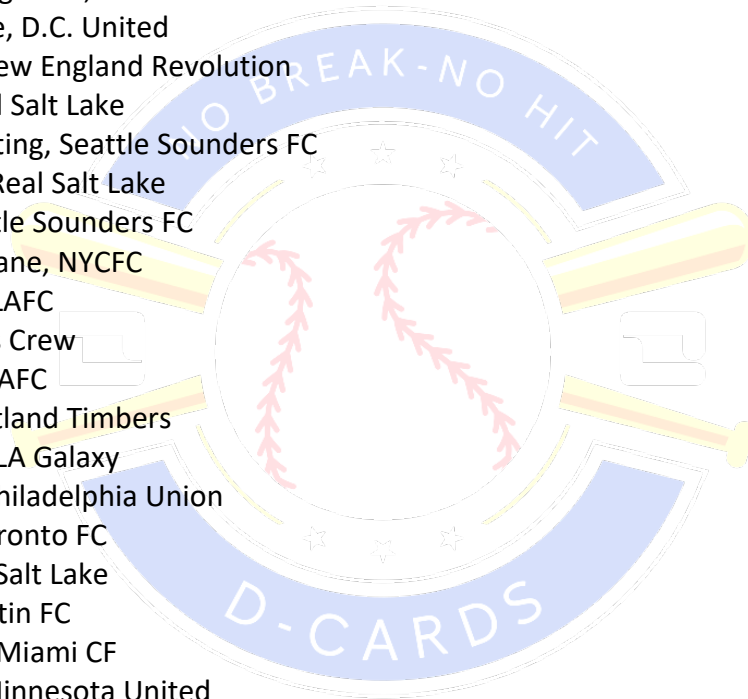 e, D.C. United
ew England Revolution
l Salt Lake
NO BREAK-NO HIT
ting, Seattle Sounders FC
Real Salt Lake
tle Sounders FC
ane, NYCFC
LAFC
s Crew
AFC
tland Timbers
LA Galaxy
hiladelphia Union
ronto FC
Salt Lake
tin FC
D-CARDS
Miami CF
Minnesota United